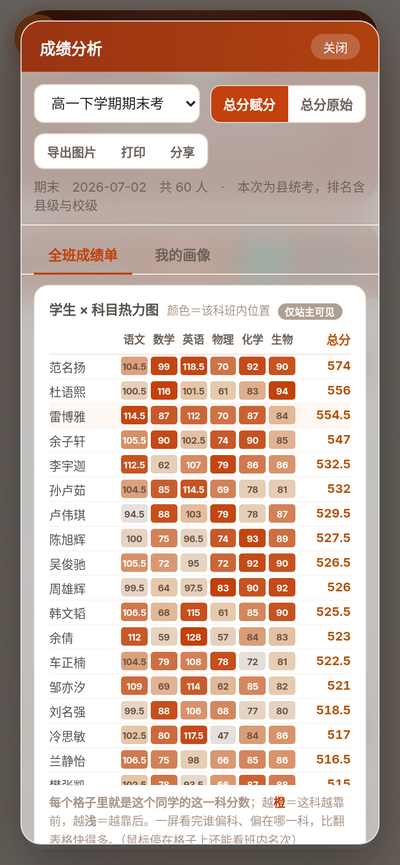 成绩分析 关闭
高一下学期期末考 总分赋分 总分原始
导出图片 打印 分享
期末 2026-07-02 共 60 人 · 本次为县统考，排名含
县级与校级
全班成绩单 我的画像
学生 × 科目热力图 颜色＝该科班内位置 仅站主可见
语文 数学 英语 物理 化学 生物 总分
范名扬 104.5 99 118.5 70 92 90 574
杜语熙 100.5 116 101.5 61 83 94 556
雷博雅 114.5 87 112 70 87 84 554.5
余子轩 105.5 90 102.5 74 90 85 547
李宇迦 112.5 62 107 79 86 86 532.5
孙卢茹 104.5 85 114.5 69 78 81 532
卢伟琪 94.5 88 103 79 78 87 529.5
陈旭辉 100 75 96.5 74 93 89 527.5
吴俊驰 105.5 72 95 72 92 90 526.5
周雄辉 99.5 64 97.5 83 90 92 526
韩文韬 106.5 68 115 61 85 90 525.5
余倩 112 59 128 57 84 83 523
车正楠 104.5 79 108 78 72 81 522.5
邹亦汐 109 69 114 62 85 82 521
刘名强 99.5 88 106 68 77 80 518.5
冷思敏 102.5 80 117.5 47 84 86 517
兰静怡 106.5 75 98 66 85 86 516.5
102.5 78 93.5 66 87 88 515
每个格子里就是这个同学的这一科分数；越橙＝这科越靠
前，越浅＝越靠后。一屏看完谁偏科、偏在哪一科，比翻
表格快得多。（鼠标停在格子上还能看班内名次）